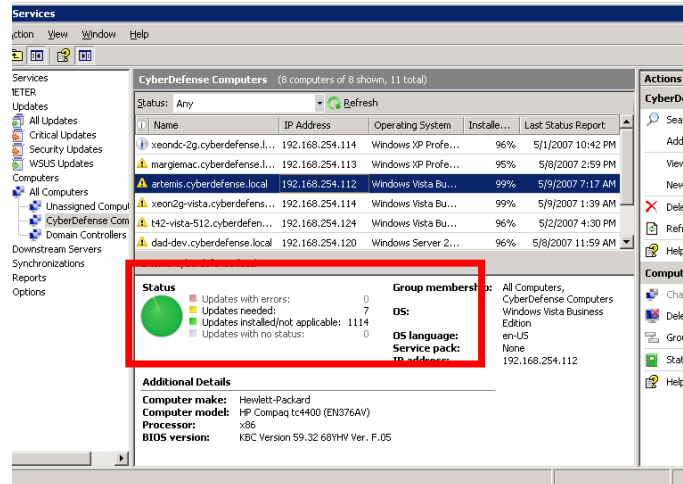 Services
ction View Window Help
Services
Updates
All Updates
Critical Updates
Security Updates
WSUS Updates
Computers
All Computers
Unassigned Comput
CyberDefense Com
Domain Controllers
Downstream Servers
Synchronizations
Reports
Options
CyberDefense Computers (8 computers of 8 shown, 11 total)
Status: Any Refresh
Name IP Address Operating System Installe... Last Status Report
xeondc-2g.cyberdefense.l... 192.168.254.114 Windows XP Profe... 96% 5/1/2007 10:42 PM
margiemac.cyberdefense.l... 192.168.254.113 Windows XP Profe... 95% 5/8/2007 2:59 PM
artemis.cyberdefense.local 192.168.254.112 Windows Vista Bu... 99% 5/9/2007 7:17 AM
xeon2g-vista.cyberdefens... 192.168.254.114 Windows Vista Bu... 99% 5/9/2007 1:39 AM
t42-vista-512.cyberdefen... 192.168.254.124 Windows Vista Bu... 96% 5/2/2007 4:30 PM
dad-dev.cyberdefense.local 192.168.254.120 Windows Server 2... 96% 5/8/2007 11:59 AM
Status
Updates with errors: 0
Updates needed: 7
Updates installed/not applicable: 1114
Updates with no status: 0
Group membership: All Computers, CyberDefense Computers
OS: Windows Vista Business Edition
OS language: en-US
Service pack: None
IP address: 192.168.254.112
Additional Details
Computer make: Hewlett-Packard
Computer model: HP Compaq tc4400 (EN376AV)
Processor: x86
BIOS version: KBC Version 59.32 68YHV Ver. F.05
Actions
CyberD
Sea
Add
View
New
Dele
Refr
Help
Comput
Cha
Dele
Grou
Stat
Help